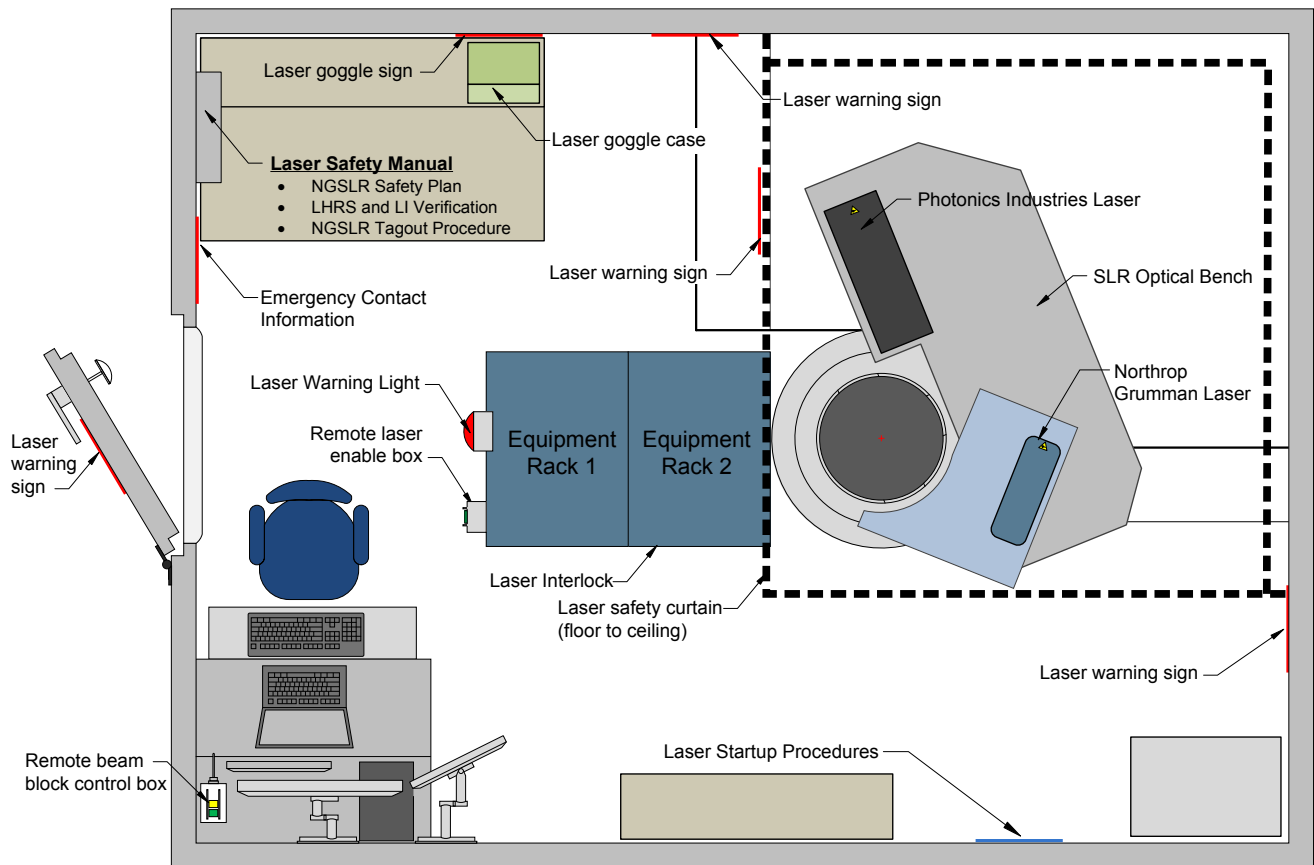 Laser goggle sign
Laser warning sign
Laser goggle case
Laser Safety Manual
• NGSLR Safety Plan
• LHRS and LI Verification
• NGSLR Tagout Procedure
Photonics Industries Laser
Laser warning sign
SLR Optical Bench
Emergency Contact
Information
Laser Warning Light
Northrop
Grumman Laser
Remote laser
enable box
Equipment
Rack 1
Equipment
Rack 2
Laser
warning
sign
Laser Interlock
Laser safety curtain
(floor to ceiling)
Laser warning sign
Laser Startup Procedures
Remote beam
block control box